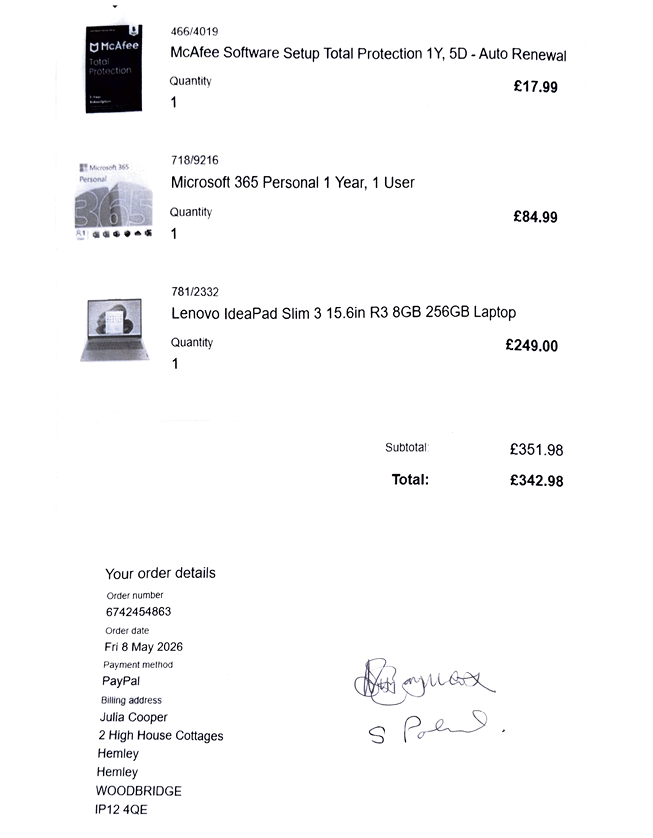 466/4019
McAfee
Total
Protection
McAfee Software Setup Total Protection 1Y, 5D - Auto Renewal
Quantity
£17.99
1
718/9216
Microsoft 365
Personal
365
Microsoft 365 Personal 1 Year, 1 User
Quantity
£84.99
1
781/2332
Lenovo IdeaPad Slim 3 15.6in R3 8GB 256GB Laptop
Quantity
£249.00
1
Subtotal: £351.98
Total: £342.98
Your order details
Order number
6742454863
Order date
Fri 8 May 2026
Payment method
PayPal
Billing address
Julia Cooper
2 High House Cottages
Hemley
Hemley
WOODBRIDGE
IP12 4QE
S